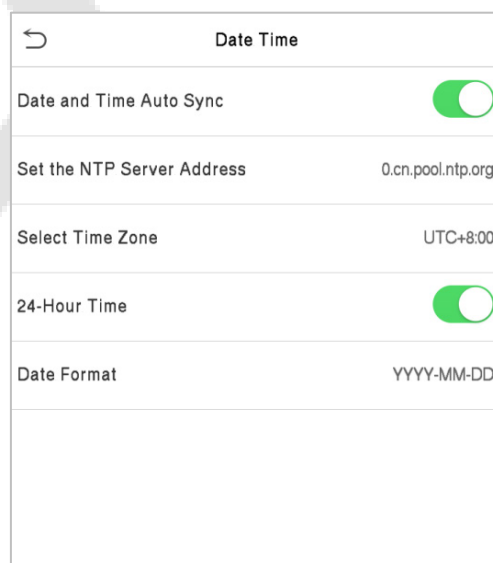 Date Time
Date and Time Auto Sync
Set the NTP Server Address 0.cn.pool.ntp.org
Select Time Zone UTC+8:00
24-Hour Time
Date Format YYYY-MM-DD